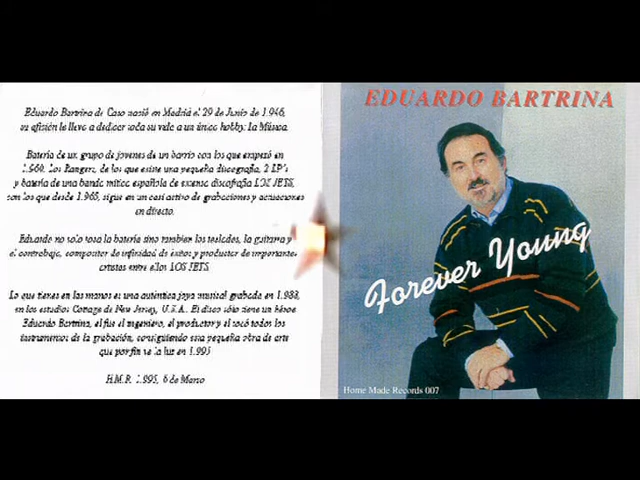 Eduardo Bartrina de Caso nació en Madrid el 29 de Junio de 1.946,
su afisión le llevo a dedicar toda su vida a un único hobby: la Música.
Batería de un grupo de jovenes de un barrio con los que empezó en
1.960, Los Rangers, de los que existe una pequeña discografía, 2 EP's
y batería de una banda mítica española de extensa discografía LOS JETS,
con los que desde 1.963, sigue en un casi activo de grabaciones y actuaciones
en directo.
Eduardo no solo toca la batería sino tambien los teclados, la guitarra y
el contrabajo, compositor de infinidad de éxitos y productor de importantes
artistas entre ellos LOS JETS.
Lo que tienes en las manos es una auténtica joya musical grabada en 1.988,
en los estudios Cottage de New Jersey, U.S.A. El disco sólo tiene un héroe
Eduardo Bartrina, el fué el ingeniero, el productor y el tocó todos los
instrumentos de la grabación, consiguiendo una pequeña obra de arte
que por fin ve la luz en 1.995
H.M.R. 1.995, 6 de Marzo
EDUARDO BARTRINA
Forever Young
Home Made Records 007